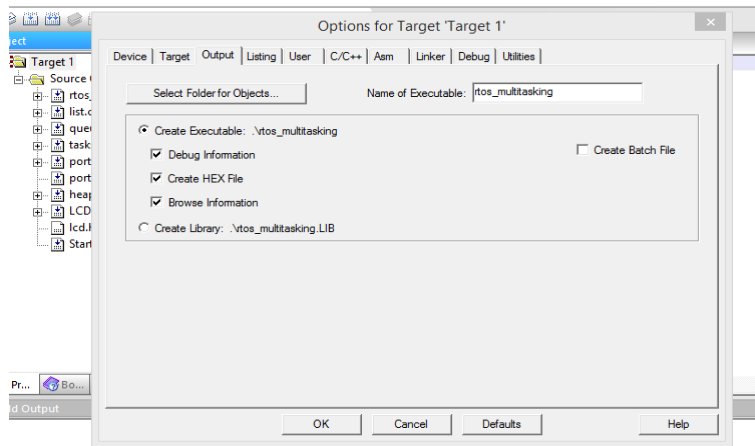 Options for Target 'Target 1'
ject
Target 1
Source
rtos_
list.c
que
task
port
port
heap
LCD
lcd.h
Start
Pr...
Bo...
ld Output
Device Target Output Listing User C/C++ Asm Linker Debug Utilities
Select Folder for Objects...
Name of Executable: rtos_multitasking
Create Executable: .\rtos_multitasking
Debug Information
Create Batch File
Create HEX File
Browse Information
Create Library: .\rtos_multitasking.LIB
OK Cancel Defaults Help